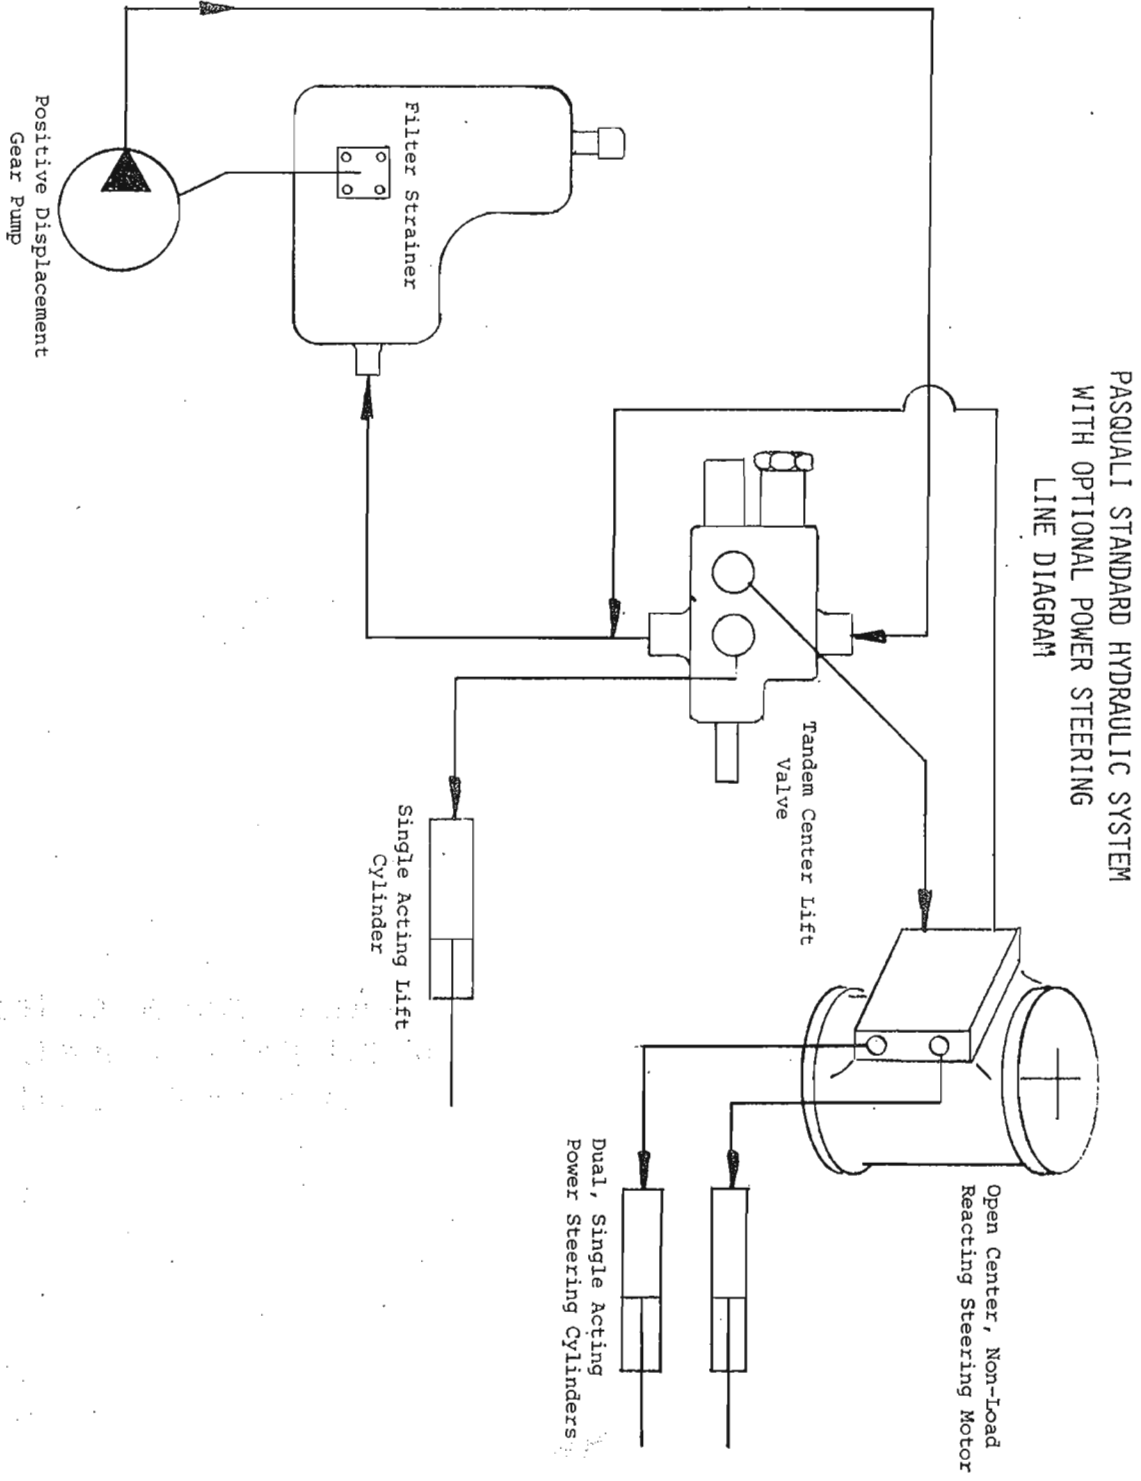 PASQUALI STANDARD HYDRAULIC SYSTEM
WITH OPTIONAL POWER STEERING
LINE DIAGRAM
Open Center, Non-Load
Reacting Steering Motor
Tandem Center Lift
Valve
Dual, Single Acting
Power Steering Cylinders
Filter Strainer
Single Acting Lift
Cylinder
Positive Displacement
Gear Pump